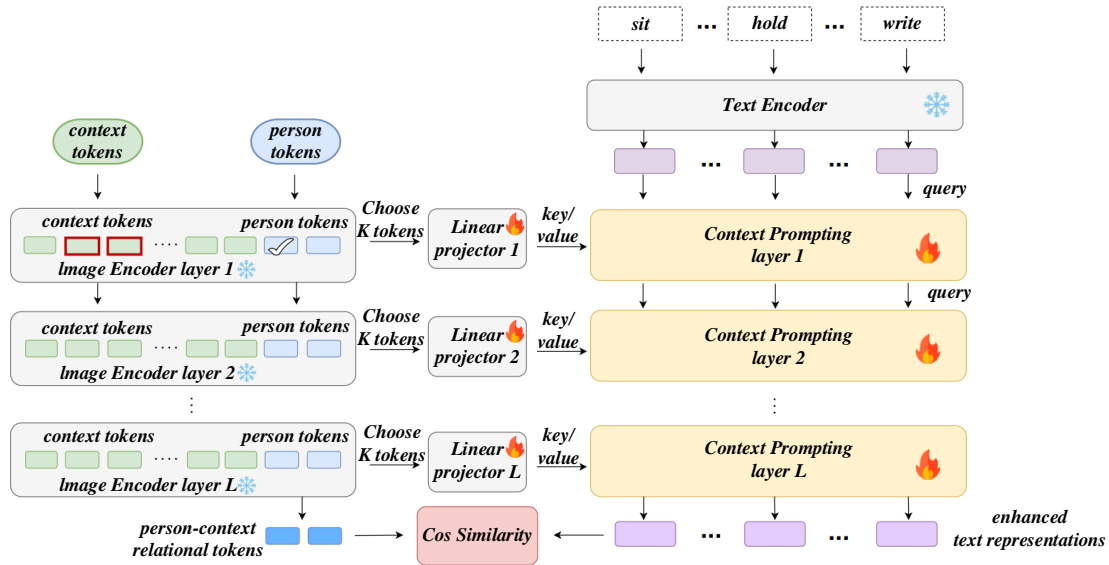 sit ... hold ... write
Text Encoder
context
tokens
person
tokens
... ...
query
context tokens person tokens
....
Image Encoder layer 1
Choose
K tokens
Linear
projector 1
key/
value
Context Prompting
layer 1
query
context tokens person tokens
....
Image Encoder layer 2
Choose
K tokens
Linear
projector 2
key/
value
Context Prompting
layer 2
context tokens person tokens
....
Image Encoder layer L
Choose
K tokens
Linear
projector L
key/
value
Context Prompting
layer L
person-context
relational tokens
Cos Similarity
... ...
enhanced
text representations